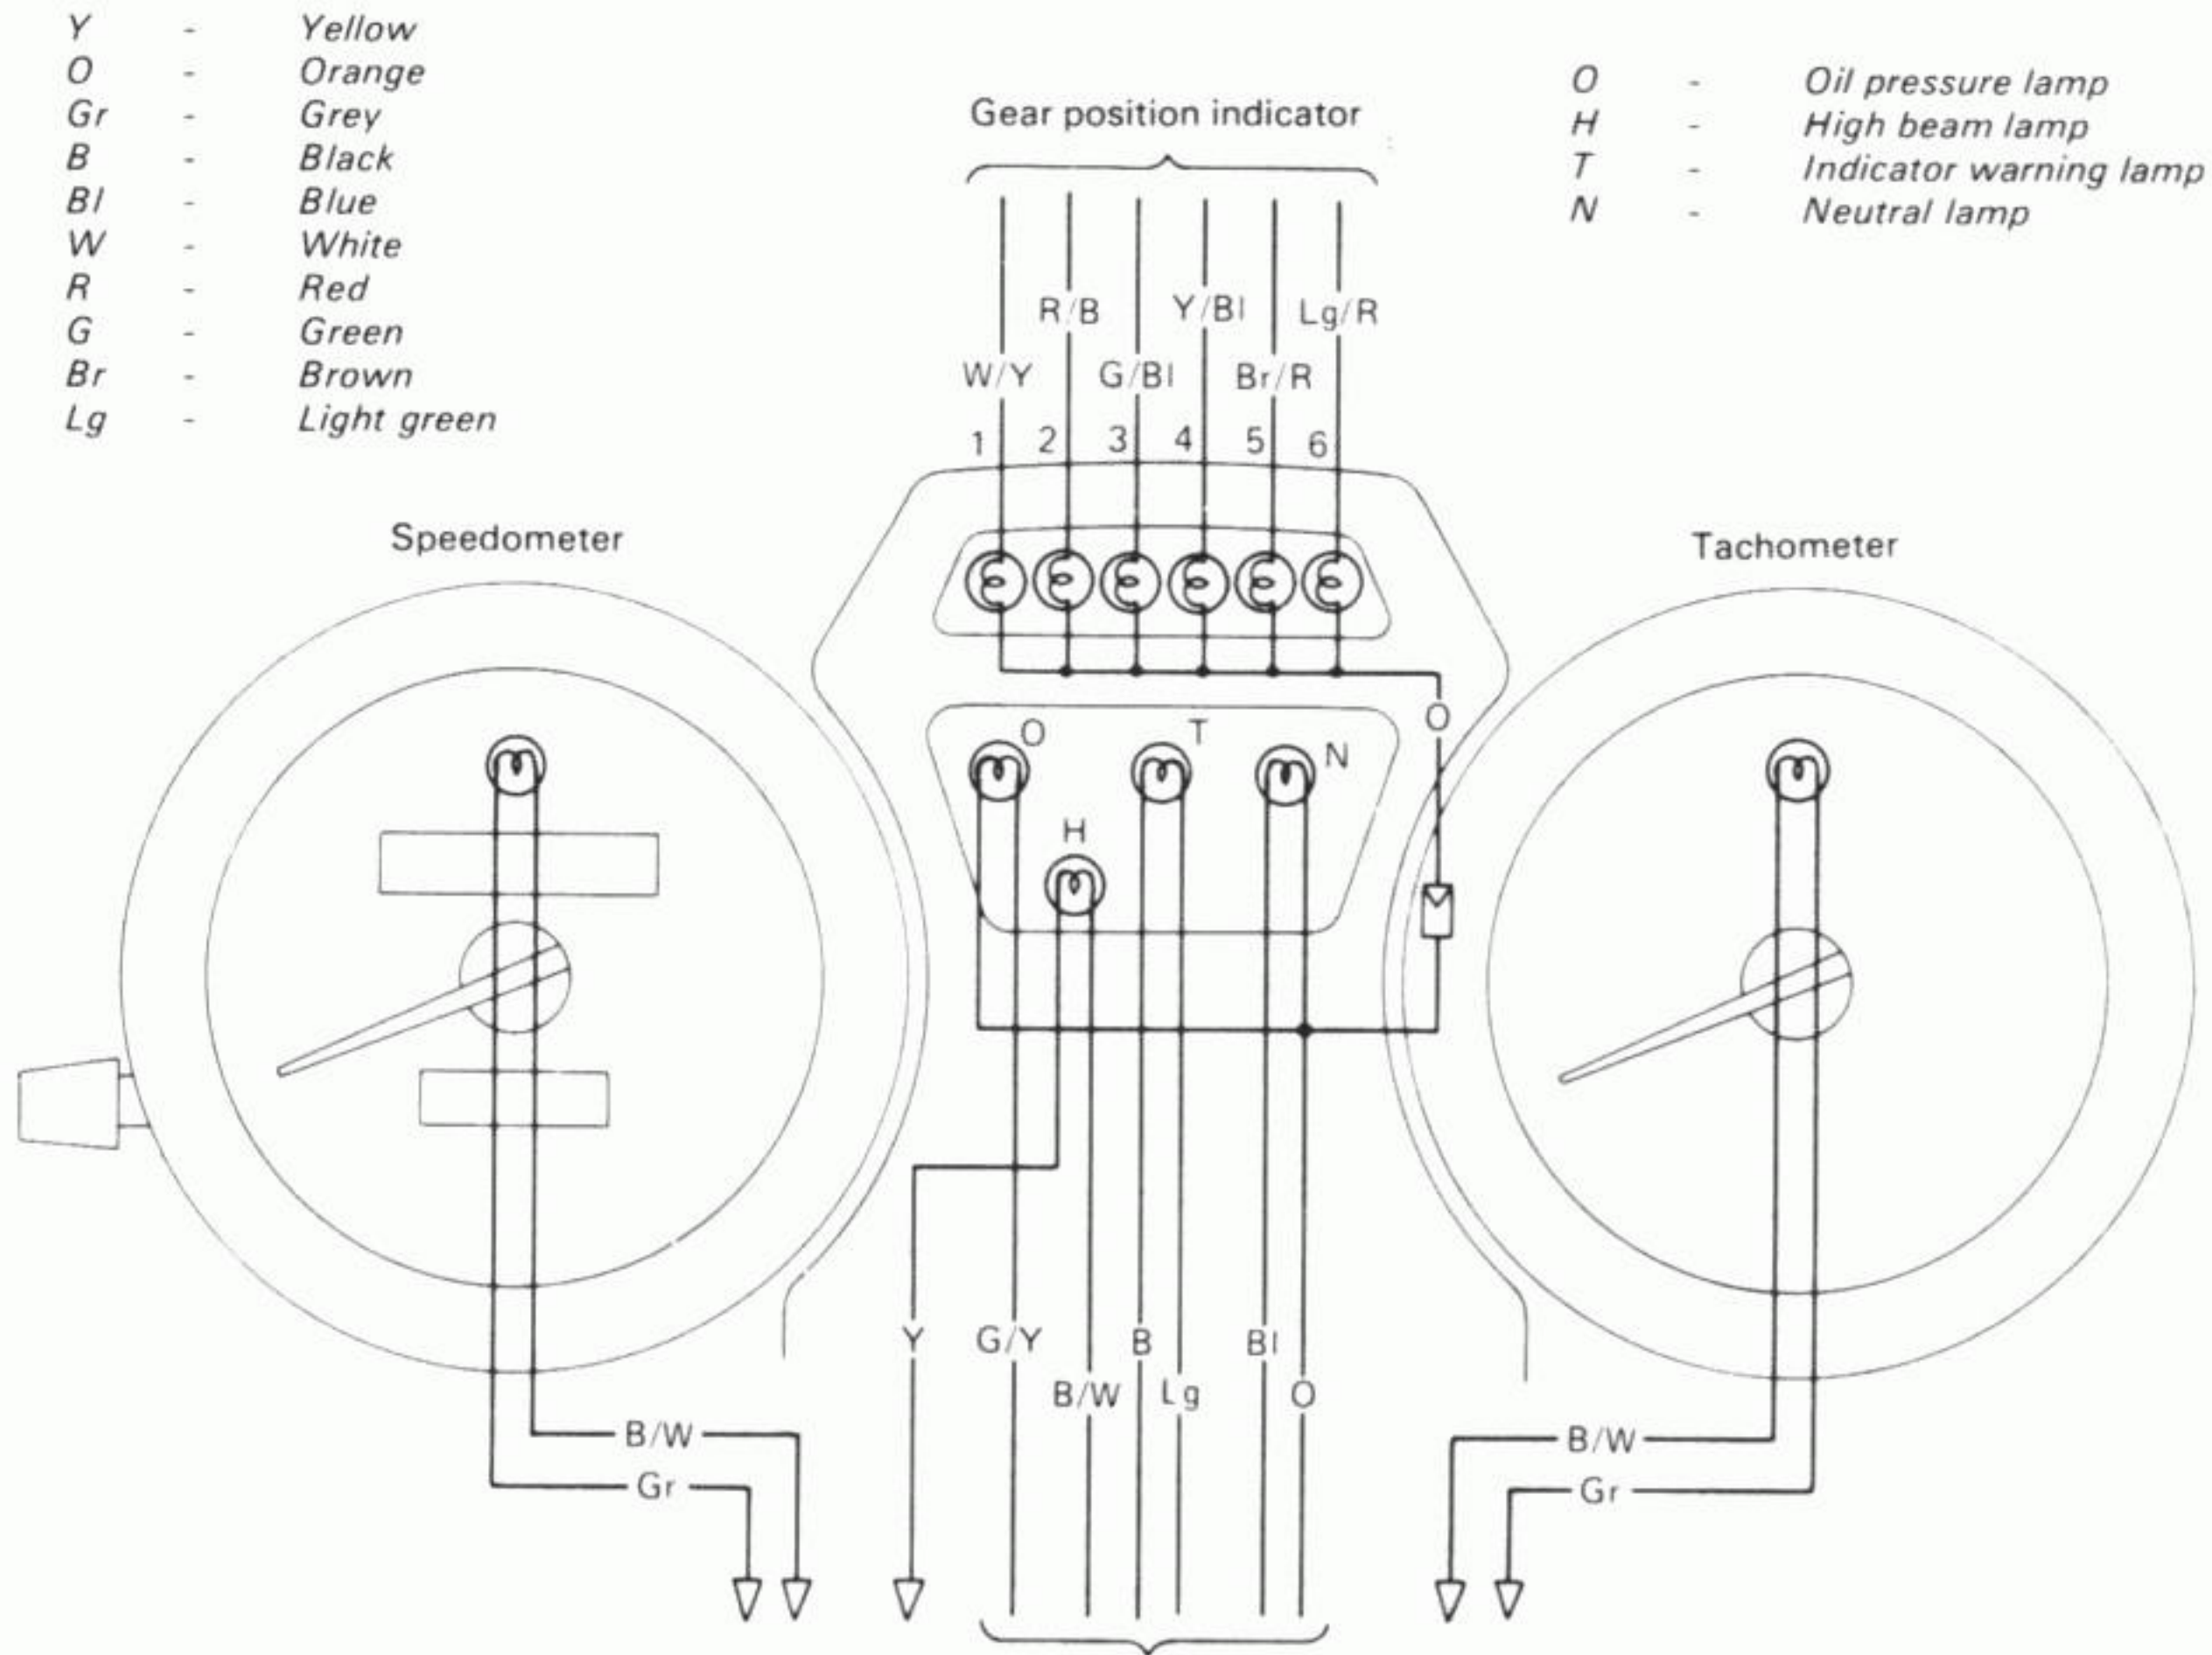 Y - Yellow
O - Orange
Gr - Grey
B - Black
Bl - Blue
W - White
R - Red
G - Green
Br - Brown
Lg - Light green
O - Oil pressure lamp
H - High beam lamp
T - Indicator warning lamp
N - Neutral lamp
Gear position indicator
R/B Y/Bl Lg/R
W/Y G/Bl Br/R
1 2 3 4 5 6
Speedometer
Tachometer
O
O T N
H
Y G/Y B Bl
B/W Lg O
B/W
Gr
B/W
Gr